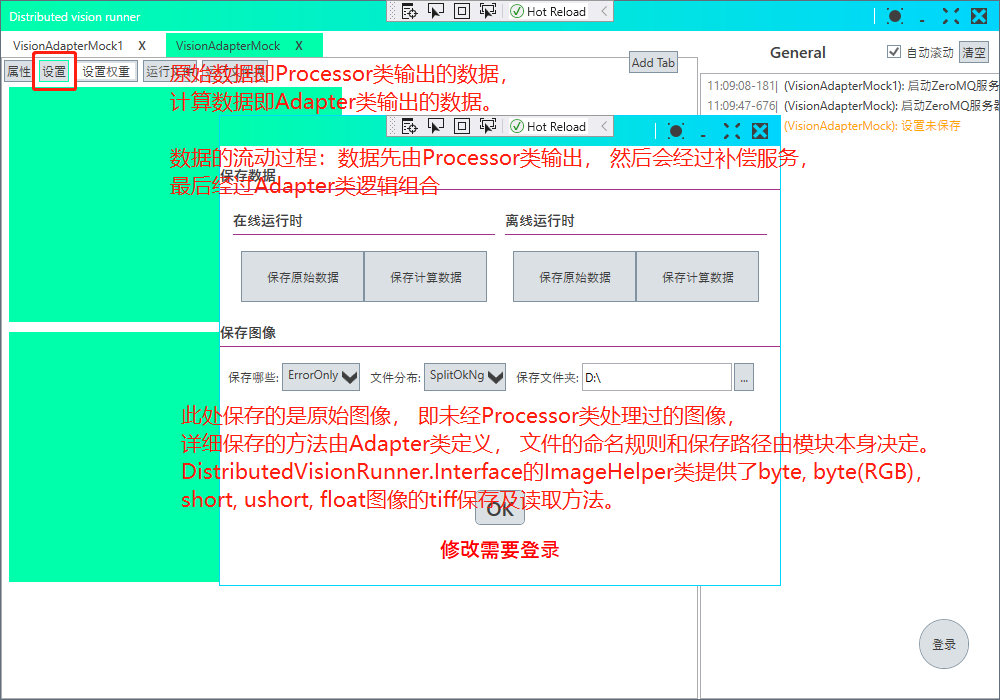 Distributed vision runner
Hot Reload
VisionAdapterMock1 X
VisionAdapterMock X
属性 设置 设置权重
Add Tab
General
自动滚动 清空
原始数据即Processor类输出的数据，
计算数据即Adapter类输出的数据。
11:09:08-181| (VisionAdapterMock1): 启动ZeroMQ服务
11:09:47-676| (VisionAdapterMock): 启动ZeroMQ服务器
(VisionAdapterMock): 设置未保存
Hot Reload
数据的流动过程：数据先由Processor类输出， 然后会经过补偿服务，
保存数据
最后经过Adapter类逻辑组合
在线运行时 离线运行时
保存原始数据 保存计算数据 保存原始数据 保存计算数据
保存图像
保存哪些: ErrorOnly 文件分布: SplitOkNg 保存文件夹: D:\ ...
此处保存的是原始图像， 即未经Processor类处理过的图像，
详细保存的方法由Adapter类定义， 文件的命名规则和保存路径由模块本身决定。
DistributedVisionRunner.Interface的ImageHelper类提供了byte, byte(RGB)，
short, ushort, float图像的tiff保存及读取方法。
OK
修改需要登录
登录